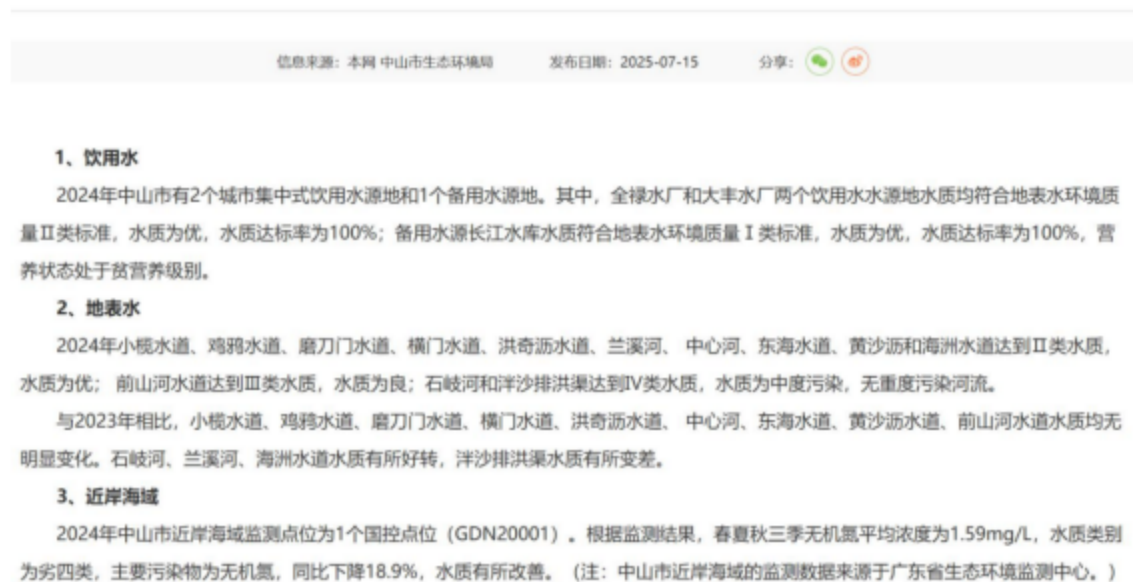 信息来源：本网 中山市生态环境局 发布日期：2025-07-15 分享：
1、饮用水
2024年中山市有2个城市集中式饮用水源地和1个备用水源地。其中，全禄水厂和大丰水厂两个饮用水水源地水质均符合地表水环境质
量Ⅱ类标准，水质为优，水质达标率为100%；备用水源长江水库水质符合地表水环境质量Ⅰ类标准，水质为优，水质达标率为100%，营
养状态处于贫营养级别。
2、地表水
2024年小榄水道、鸡鸦水道、磨刀门水道、横门水道、洪奇沥水道、兰溪河、 中心河、东海水道、黄沙沥和海洲水道达到Ⅱ类水质，
水质为优； 前山河水道达到Ⅲ类水质，水质为良；石岐河和泮沙排洪渠达到Ⅳ类水质，水质为中度污染，无重度污染河流。
与2023年相比，小榄水道、鸡鸦水道、磨刀门水道、横门水道、洪奇沥水道、 中心河、东海水道、黄沙沥水道、前山河水道水质均无
明显变化。石岐河、兰溪河、海洲水道水质有所好转，泮沙排洪渠水质有所变差。
3、近岸海域
2024年中山市近岸海域监测点位为1个国控点位（GDN20001）。根据监测结果，春夏秋三季无机氮平均浓度为1.59mg/L，水质类别
为劣四类，主要污染物为无机氮，同比下降18.9%，水质有所改善。（注：中山市近岸海域的监测数据来源于广东省生态环境监测中心。）